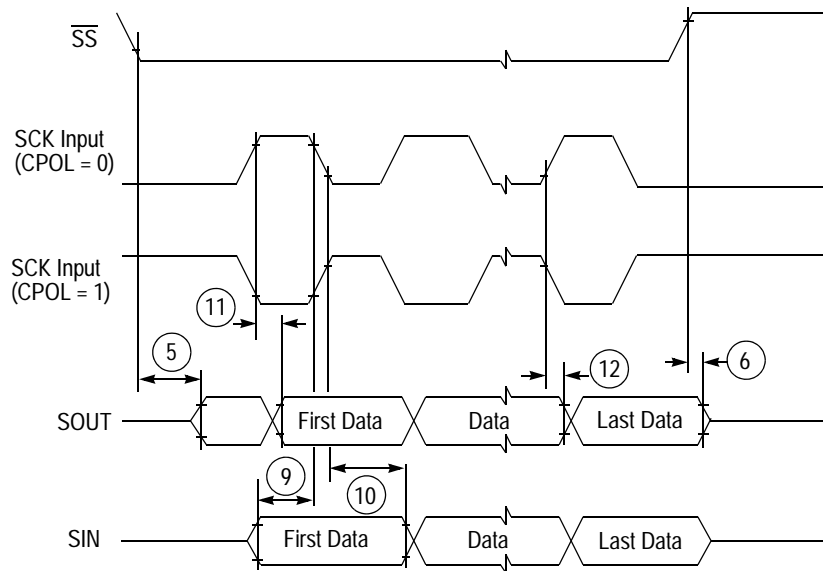 SS
SCK Input
(CPOL = 0)
SCK Input
(CPOL = 1)
11
5
12
6
SOUT
First Data
Data
Last Data
9
10
SIN
First Data
Data
Last Data